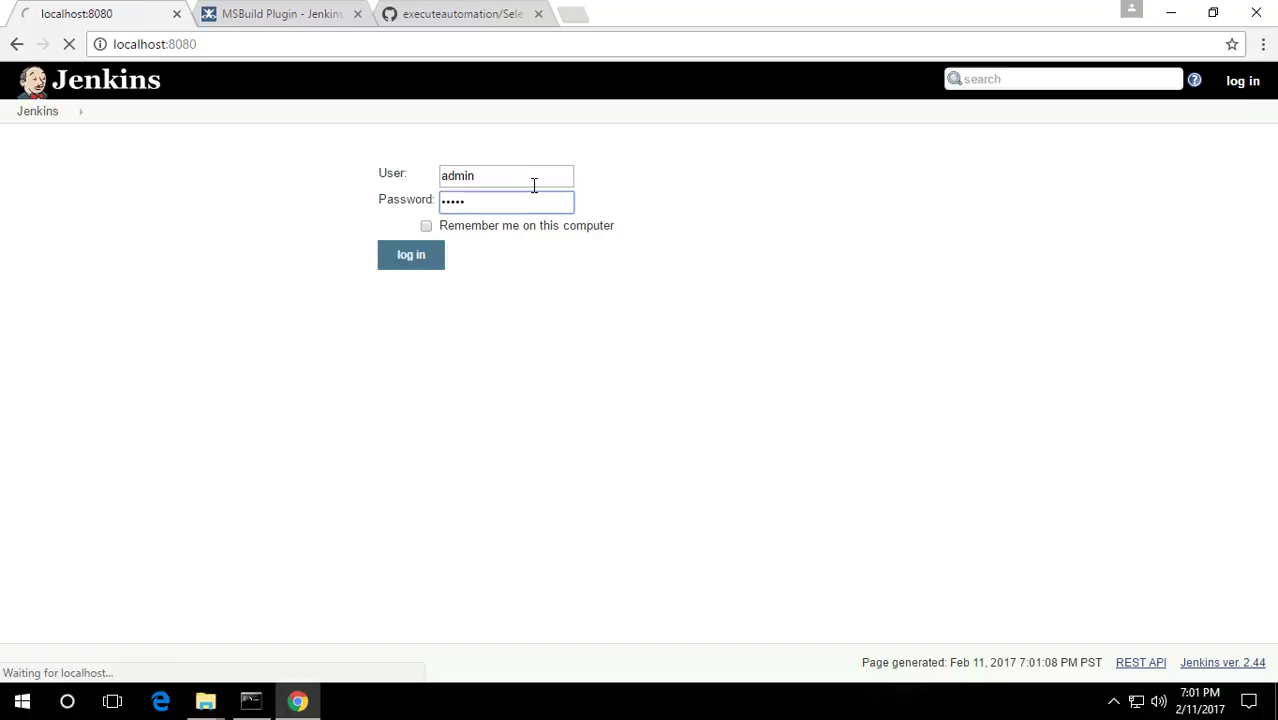 localhost:8080
MSBuild Plugin - Jenkins
executeautomation/Sele
localhost:8080
Jenkins
search
log in
Jenkins
User:
admin
Password:
•••••
Remember me on this computer
log in
Page generated: Feb 11, 2017 7:01:08 PM PST
REST API
Jenkins ver. 2.44
Waiting for localhost...
7:01 PM
2/11/2017